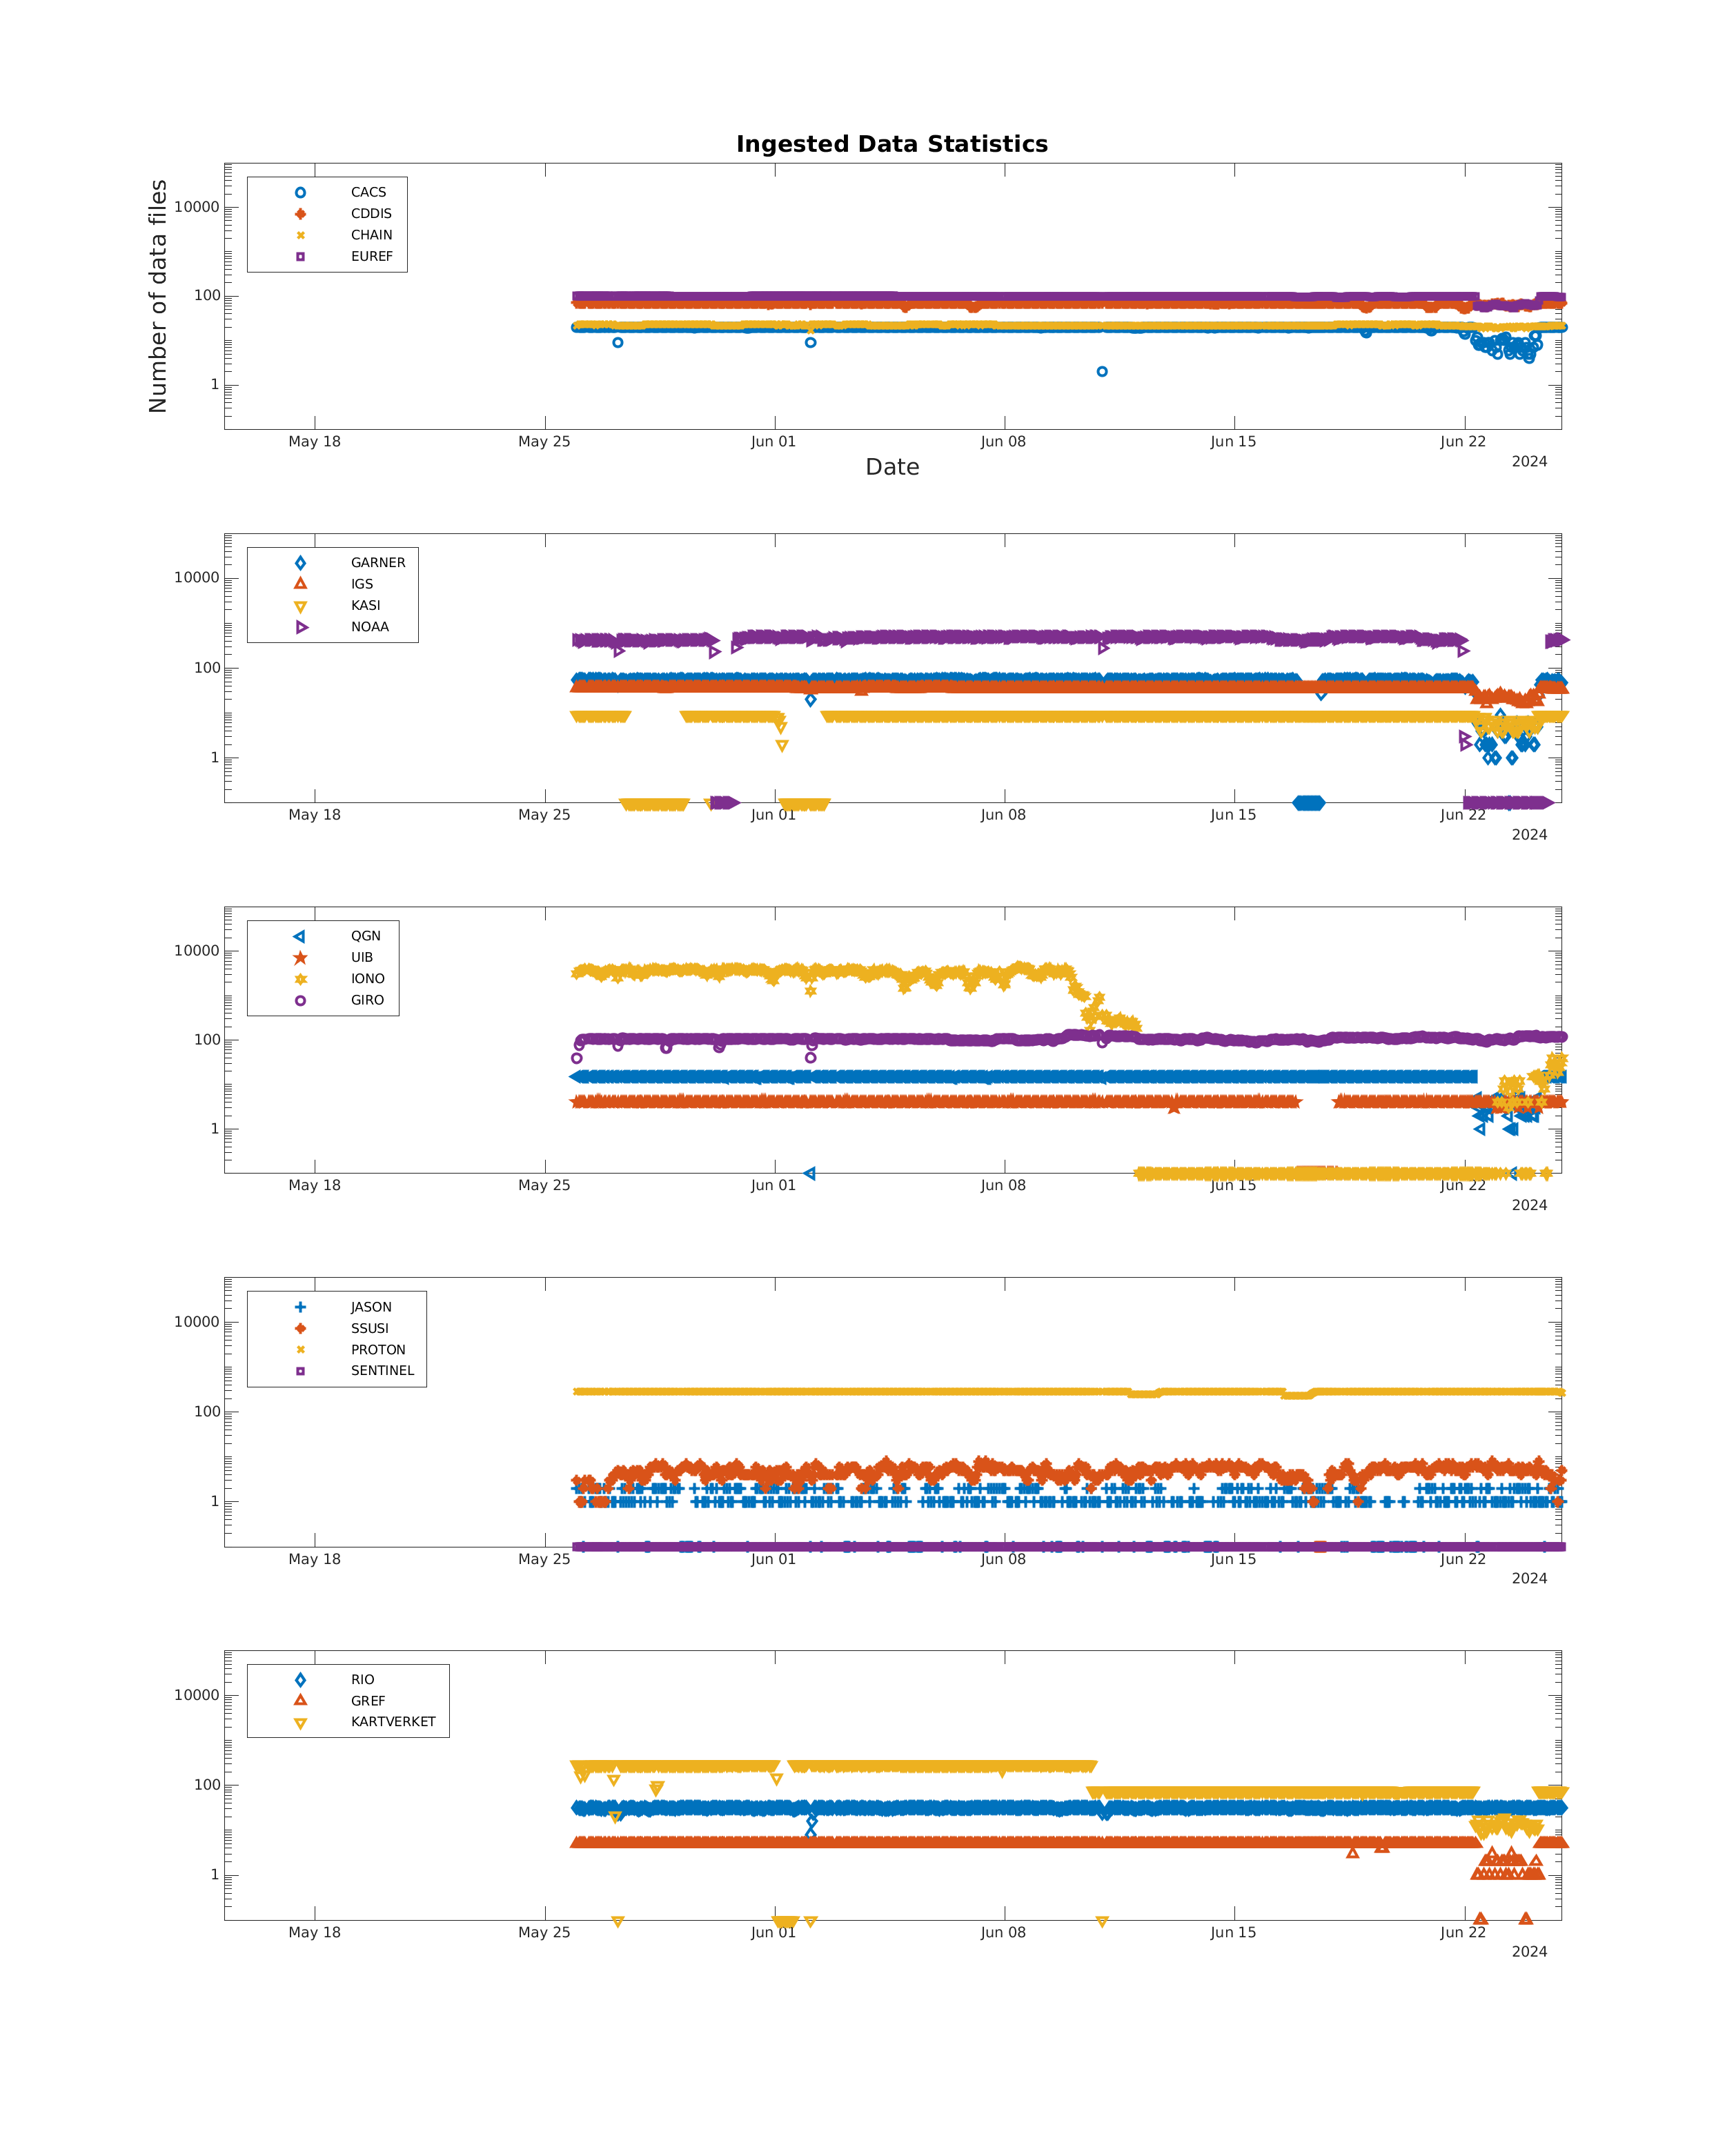 Ingested Data Statistics
Number of data files
CACS
CDDIS
CHAIN
EUREF
10000
100
1
May 18 May 25 Jun 01 Jun 08 Jun 15 Jun 22
2024
Date
GARNER
IGS
KASI
NOAA
10000
100
1
May 18 May 25 Jun 01 Jun 08 Jun 15 Jun 22
2024
QGN
UIB
IONO
GIRO
10000
100
1
May 18 May 25 Jun 01 Jun 08 Jun 15 Jun 22
2024
JASON
SSUSI
PROTON
SENTINEL
10000
100
1
May 18 May 25 Jun 01 Jun 08 Jun 15 Jun 22
2024
RIO
GREF
KARTVERKET
10000
100
1
May 18 May 25 Jun 01 Jun 08 Jun 15 Jun 22
2024